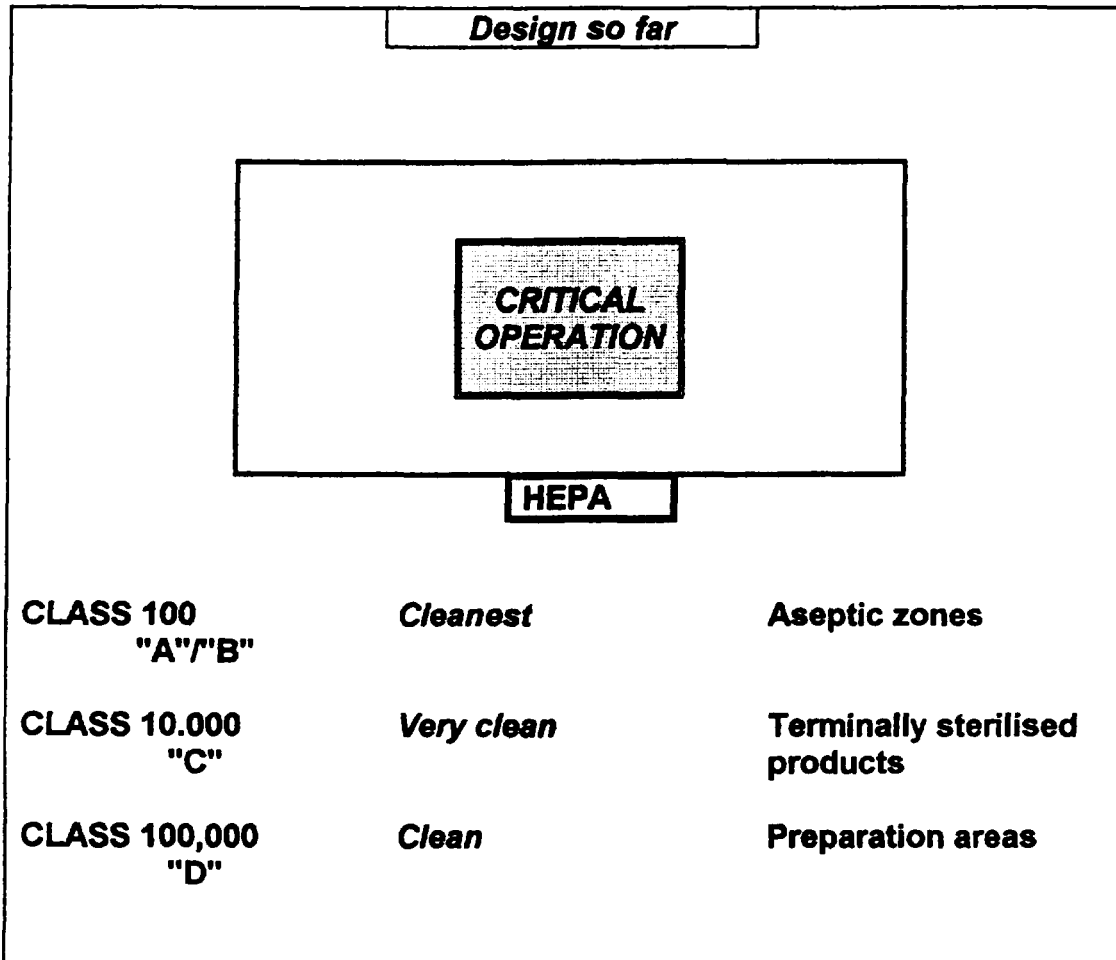 Design so far
CRITICAL
OPERATION
HEPA
CLASS 100 Cleanest Aseptic zones
"A"/"B"
CLASS 10.000 Very clean Terminally sterilised
"C" products
CLASS 100,000 Clean Preparation areas
"D"